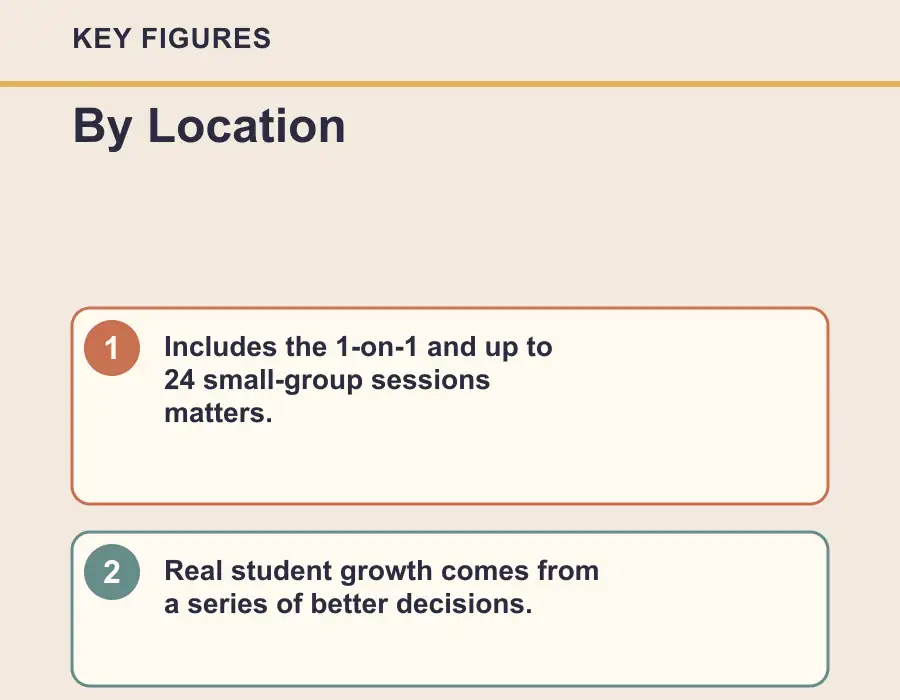 KEY FIGURES
By Location
1
Includes the 1-on-1 and up to
24 small-group sessions
matters.
2
Real student growth comes from
a series of better decisions.